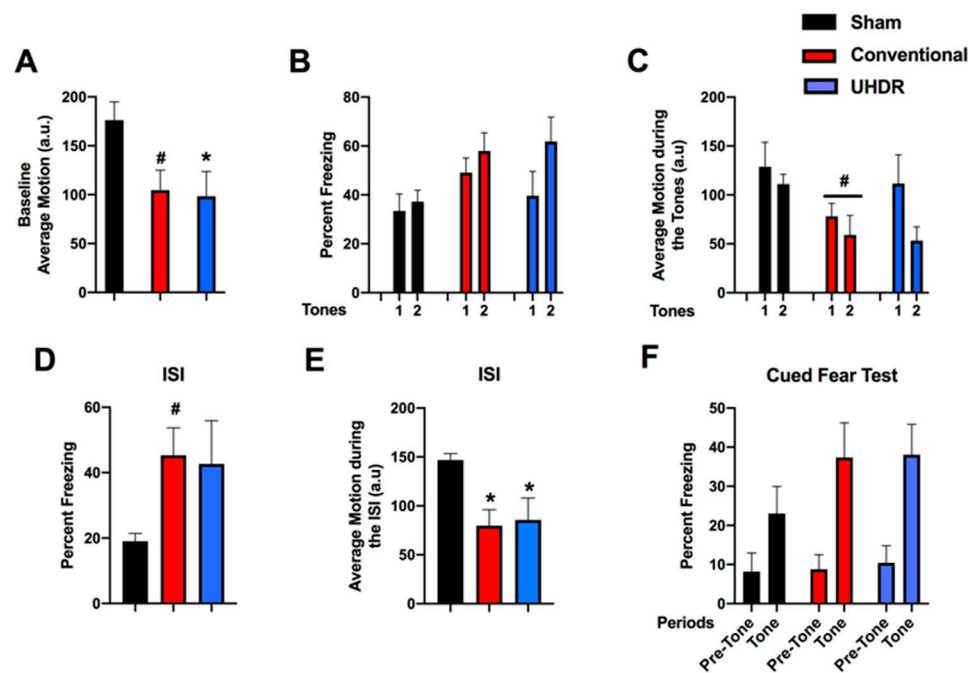 Sham
Conventional
UHDR
A
Baseline
Average Motion (a.u.)
200
150
100
50
0
#
*
B
Percent Freezing
80
60
40
20
0
Tones
1 2
1 2
1 2
C
Average Motion during
the Tones (a.u)
200
150
100
50
0
#
Tones
1 2
1 2
1 2
D
ISI
Percent Freezing
60
40
20
0
#
E
ISI
Average Motion during
the ISI (a.u)
200
150
100
50
0
*
*
F
Cued Fear Test
Percent Freezing
50
40
30
20
10
0
Periods
Pre-Tone
Tone
Pre-Tone
Tone
Pre-Tone
Tone